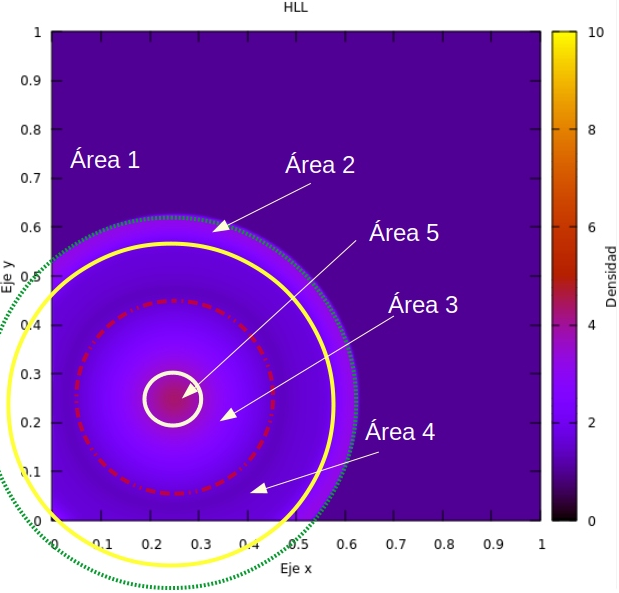 HLL
1
0.9
0.8
0.7
0.6
0.5
0.4
0.3
0.2
0.1
0
Eje y
Área 1
Área 2
Área 5
Área 3
Área 4
0 0.1 0.2 0.3 0.4 0.5 0.6 0.7 0.8 0.9 1
Eje x
10
8
6
4
2
0
Densidad